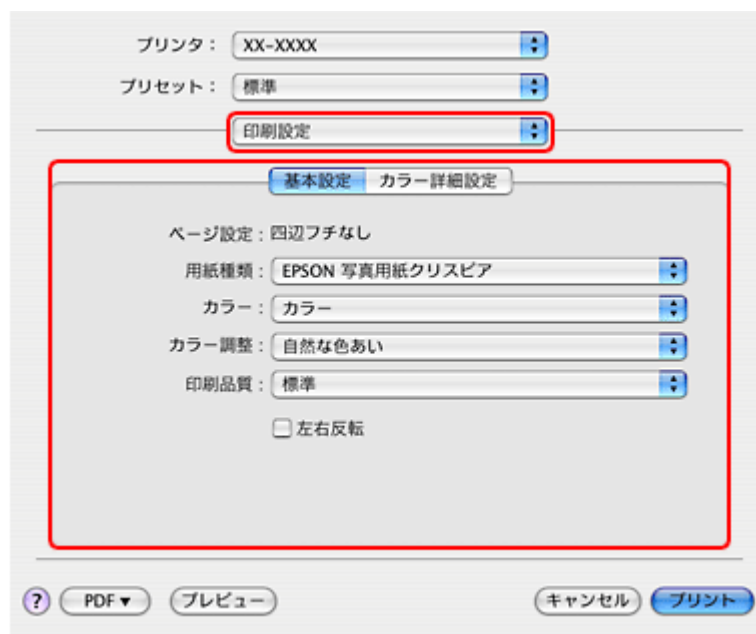 プリンタ： XX-XXXX
プリセット： 標準
印刷設定
基本設定 カラー詳細設定
ページ設定：四辺フチなし
用紙種類： EPSON 写真用紙クリスピア
カラー： カラー
カラー調整： 自然な色あい
印刷品質： 標準
左右反転
? PDF▼ プレビュー キャンセル プリント